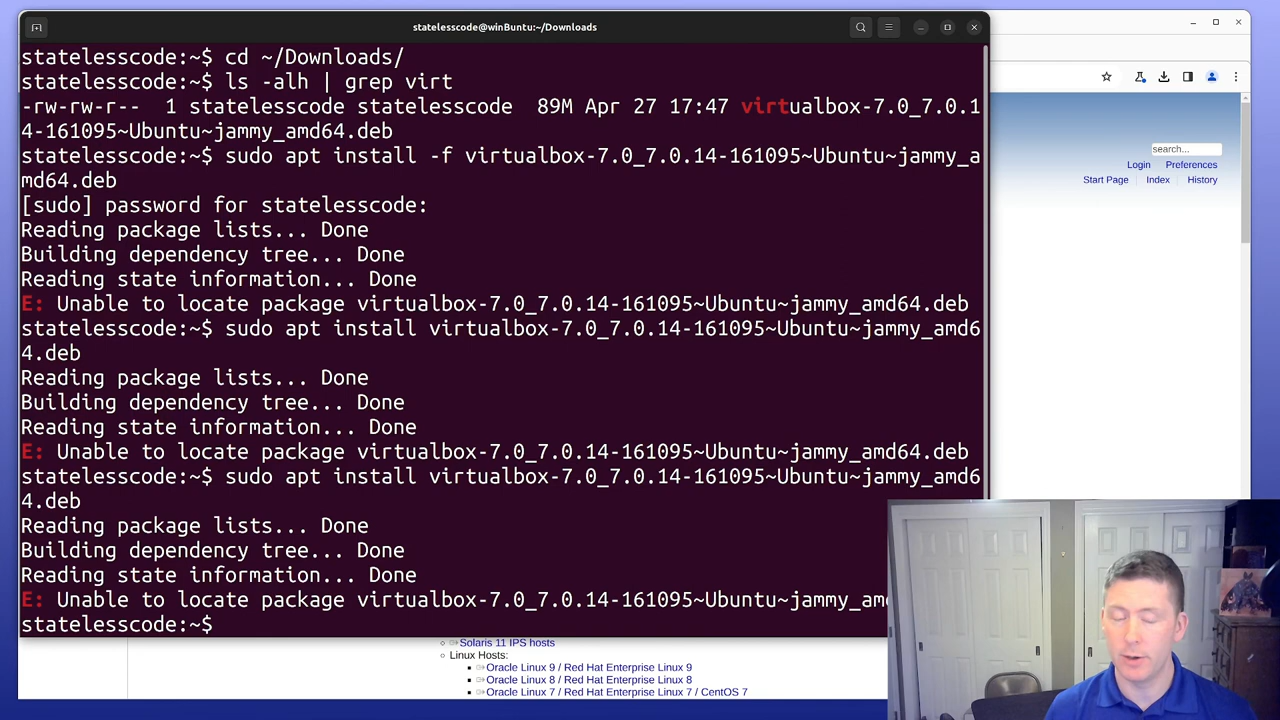 statelesscode@winBuntu:~/Downloads
statelesscode:~$ cd ~/Downloads/
statelesscode:~$ ls -alh | grep virt
-rw-rw-r-- 1 statelesscode statelesscode 89M Apr 27 17:47 virtualbox-7.0_7.0.1
4-161095~Ubuntu~jammy_amd64.deb
statelesscode:~$ sudo apt install -f virtualbox-7.0_7.0.14-161095~Ubuntu~jammy_a
md64.deb
[sudo] password for statelesscode:
Reading package lists... Done
Building dependency tree... Done
Reading state information... Done
E: Unable to locate package virtualbox-7.0_7.0.14-161095~Ubuntu~jammy_amd64.deb
statelesscode:~$ sudo apt install virtualbox-7.0_7.0.14-161095~Ubuntu~jammy_amd6
4.deb
Reading package lists... Done
Building dependency tree... Done
Reading state information... Done
E: Unable to locate package virtualbox-7.0_7.0.14-161095~Ubuntu~jammy_amd64.deb
statelesscode:~$ sudo apt install virtualbox-7.0_7.0.14-161095~Ubuntu~jammy_amd6
4.deb
Reading package lists... Done
Building dependency tree... Done
Reading state information... Done
E: Unable to locate package virtualbox-7.0_7.0.14-161095~Ubuntu~jammy_am
statelesscode:~$
search...
Login Preferences
Start Page Index History
Solaris 11 IPS hosts
Linux Hosts:
Oracle Linux 9 / Red Hat Enterprise Linux 9
Oracle Linux 8 / Red Hat Enterprise Linux 8
Oracle Linux 7 / Red Hat Enterprise Linux 7 / CentOS 7